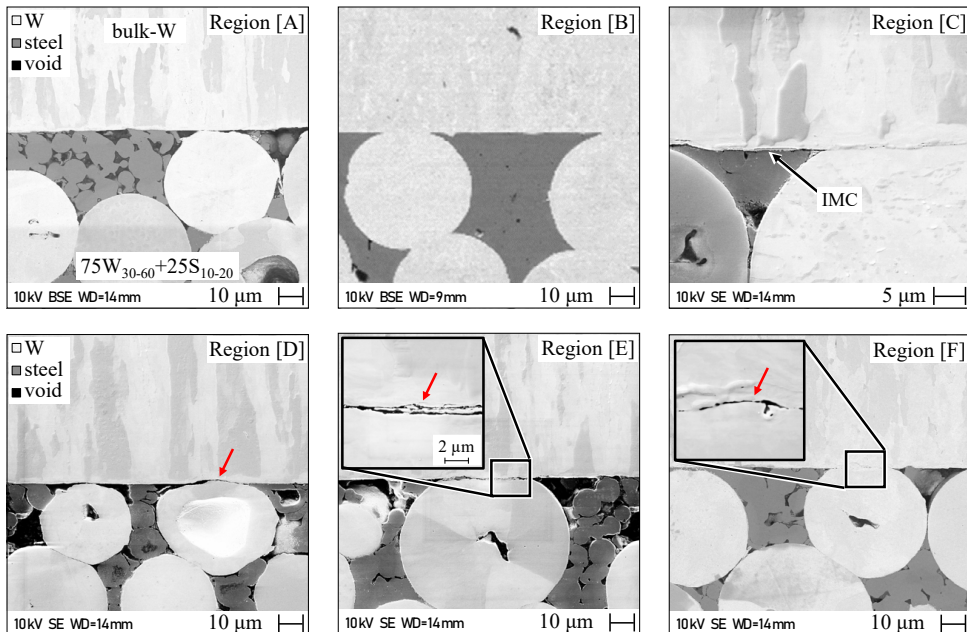 Region [A]
W
bulk-W
steel
void
75W30-60+25S10-20
10kV BSE WD=14mm
10 µm
Region [B]
10kV BSE WD=9mm
10 µm
Region [C]
IMC
10kV SE WD=14mm
5 µm
Region [D]
W
steel
void
10kV SE WD=14mm
10 µm
Region [E]
2 µm
10kV SE WD=14mm
10 µm
Region [F]
10kV SE WD=14mm
10 µm